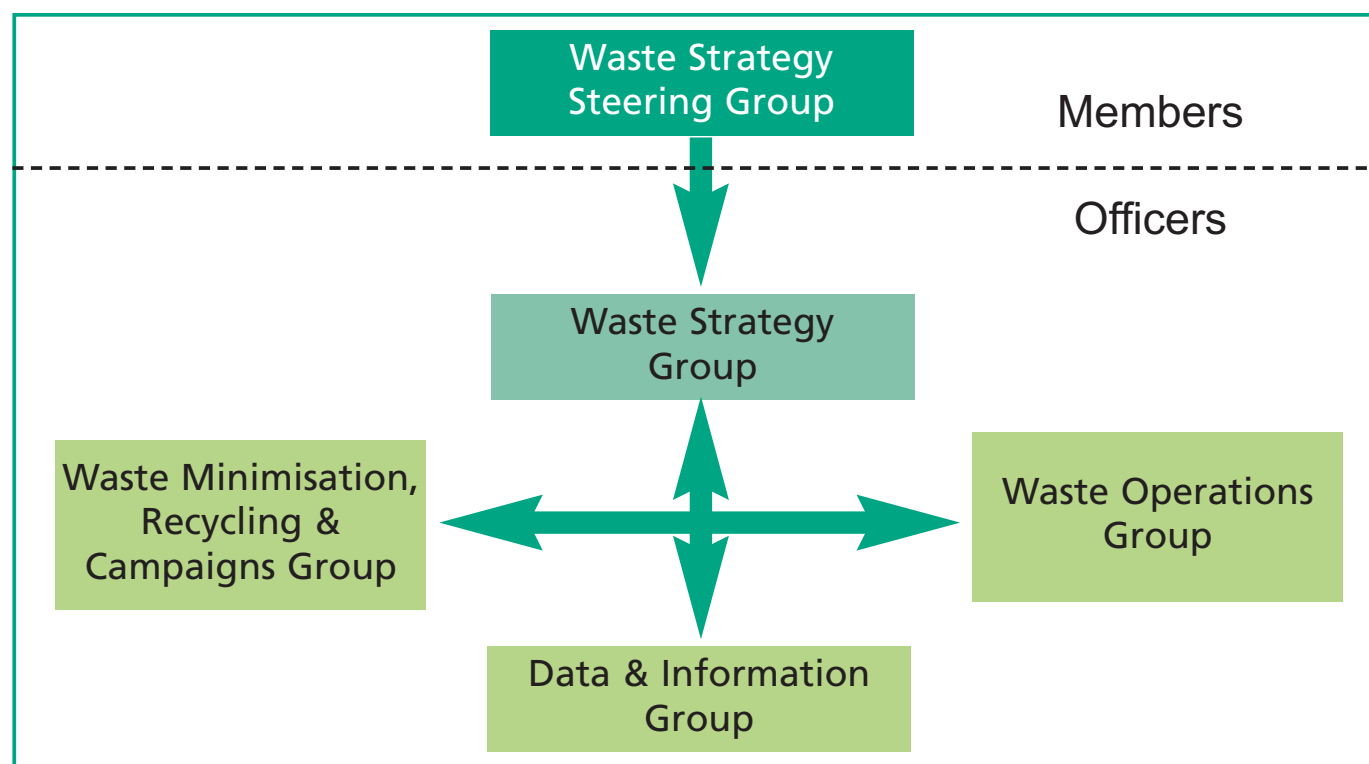 Waste Strategy
Steering Group
Members
Officers
Waste Strategy
Group
Waste Minimisation,
Recycling &
Campaigns Group
Waste Operations
Group
Data & Information
Group